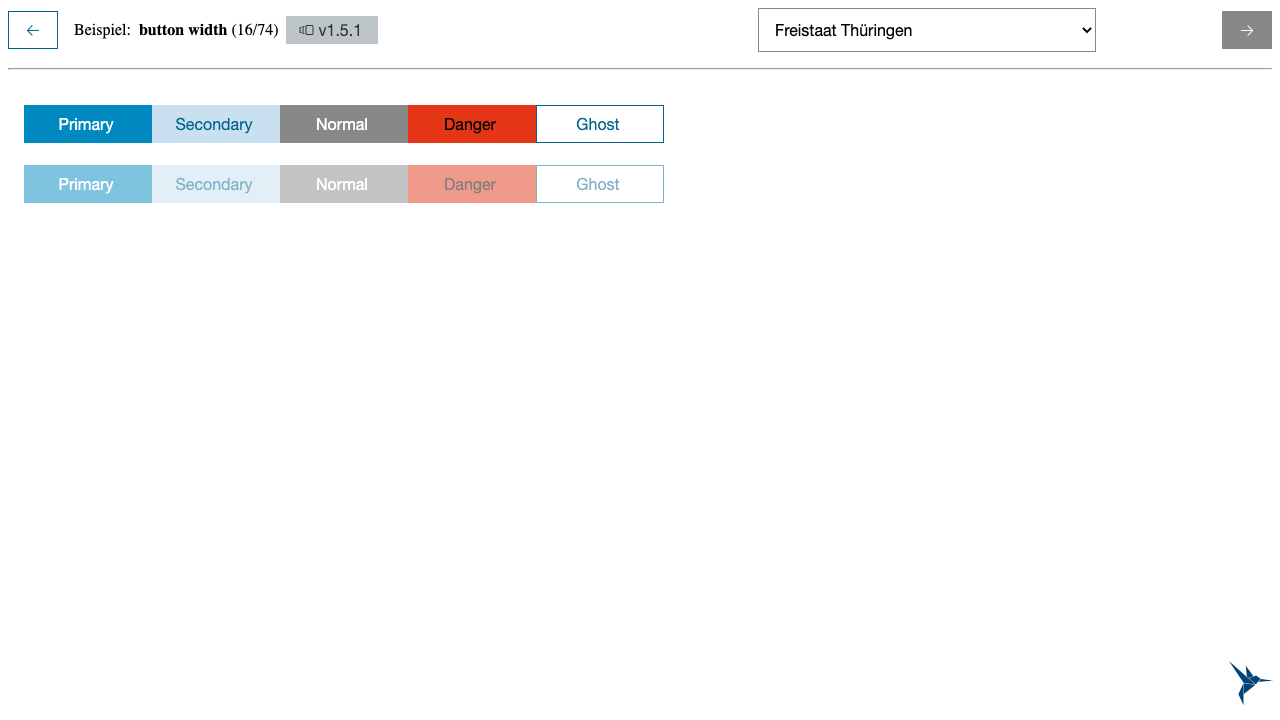 ← Beispiel: button width (16/74) v1.5.1 Freistaat Thüringen →
Primary Secondary Normal Danger Ghost
Primary Secondary Normal Danger Ghost